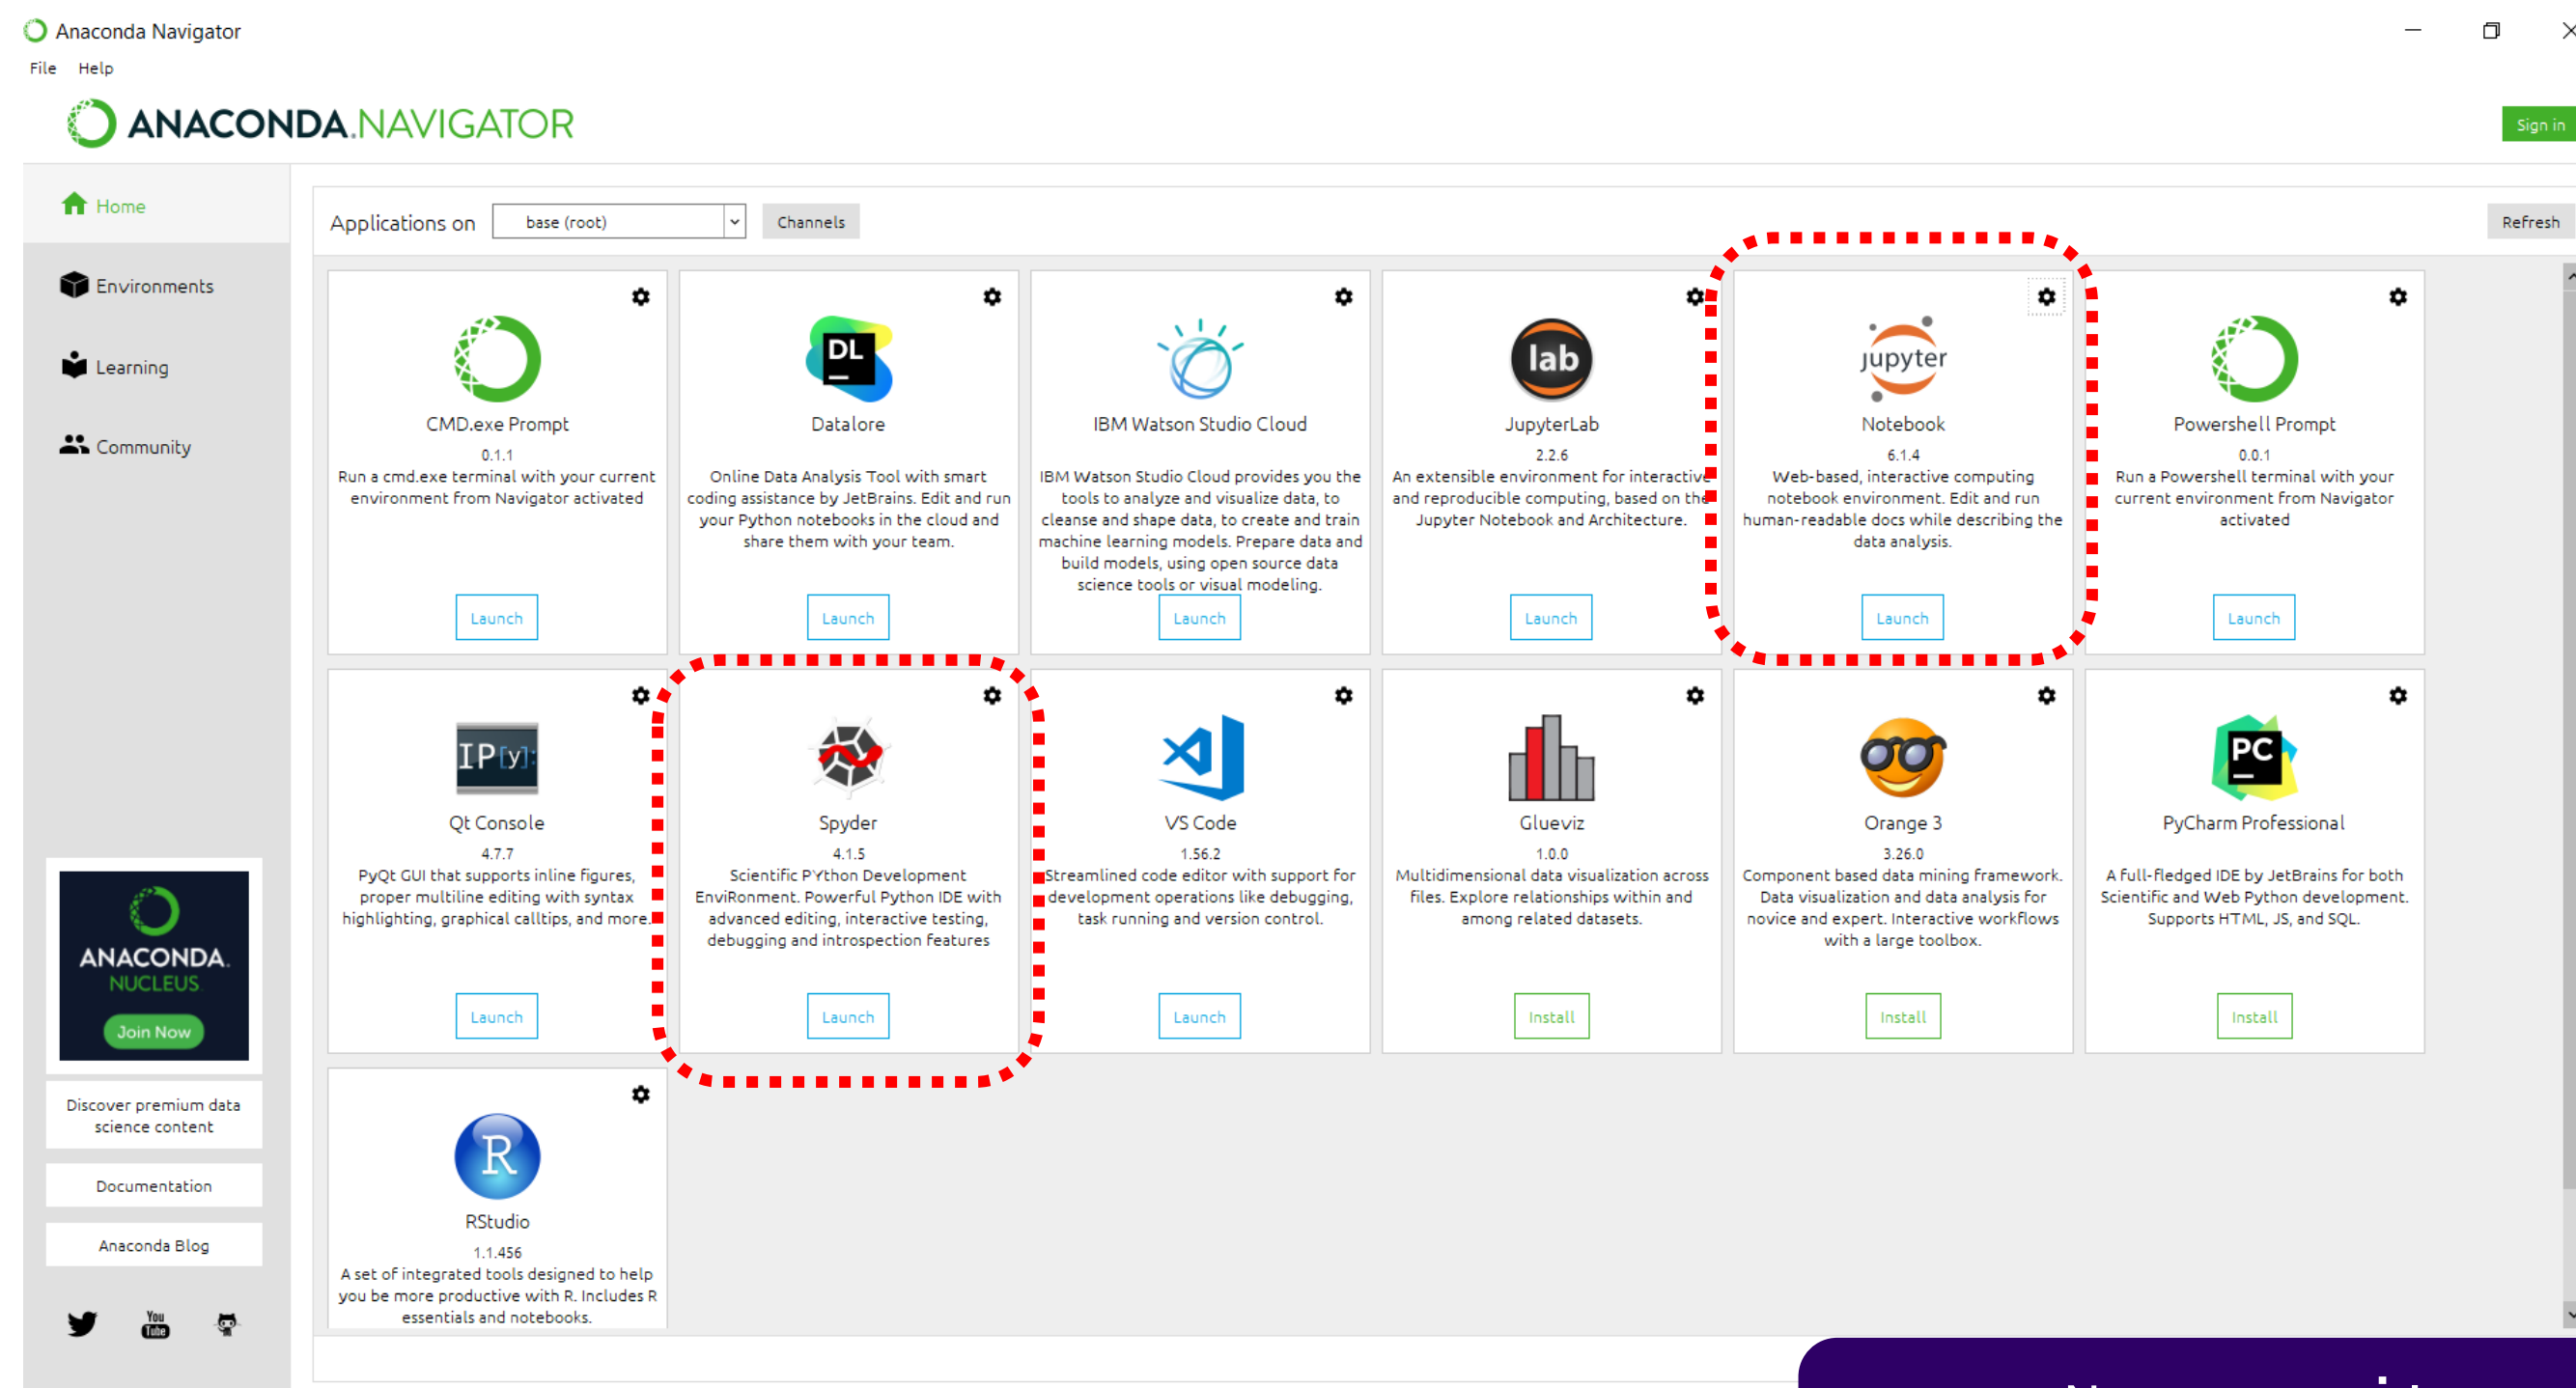 Anaconda Navigator
File Help
ANACONDA.NAVIGATOR
Sign in
Home
Environments
Learning
Community
Applications on base (root) Channels
Refresh
CMD.exe Prompt
0.1.1
Run a cmd.exe terminal with your current
environment from Navigator activated
Launch
DL
Datalore
Online Data Analysis Tool with smart
coding assistance by JetBrains. Edit and run
your Python notebooks in the cloud and
share them with your team.
Launch
IBM Watson Studio Cloud
IBM Watson Studio Cloud provides you the
tools to analyze and visualize data, to
cleanse and shape data, to create and train
machine learning models. Prepare data and
build models, using open source data
science tools or visual modeling.
Launch
lab
JupyterLab
2.2.6
An extensible environment for interactive
and reproducible computing, based on the
Jupyter Notebook and Architecture.
Launch
jupyter
Notebook
6.1.4
Web-based, interactive computing
notebook environment. Edit and run
human-readable docs while describing the
data analysis.
Launch
Powershell Prompt
0.0.1
Run a Powershell terminal with your
current environment from Navigator
activated
Launch
IP[y]:
Qt Console
4.7.7
PyQt GUI that supports inline figures,
proper multiline editing with syntax
highlighting, graphical calltips, and more.
Launch
Spyder
4.1.5
Scientific PYthon Development
EnviRonment. Powerful Python IDE with
advanced editing, interactive testing,
debugging and introspection features
Launch
VS Code
1.56.2
Streamlined code editor with support for
development operations like debugging,
task running and version control.
Launch
Glueviz
1.0.0
Multidimensional data visualization across
files. Explore relationships within and
among related datasets.
Install
Orange 3
3.26.0
Component based data mining framework.
Data visualization and data analysis for
novice and expert. Interactive workflows
with a large toolbox.
Install
PC
PyCharm Professional
A full-fledged IDE by JetBrains for both
Scientific and Web Python development.
Supports HTML, JS, and SQL.
Install
R
RStudio
1.1.456
A set of integrated tools designed to help
you be more productive with R. Includes R
essentials and notebooks.
ANACONDA.
NUCLEUS
Join Now
Discover premium data
science content
Documentation
Anaconda Blog
You
Tube